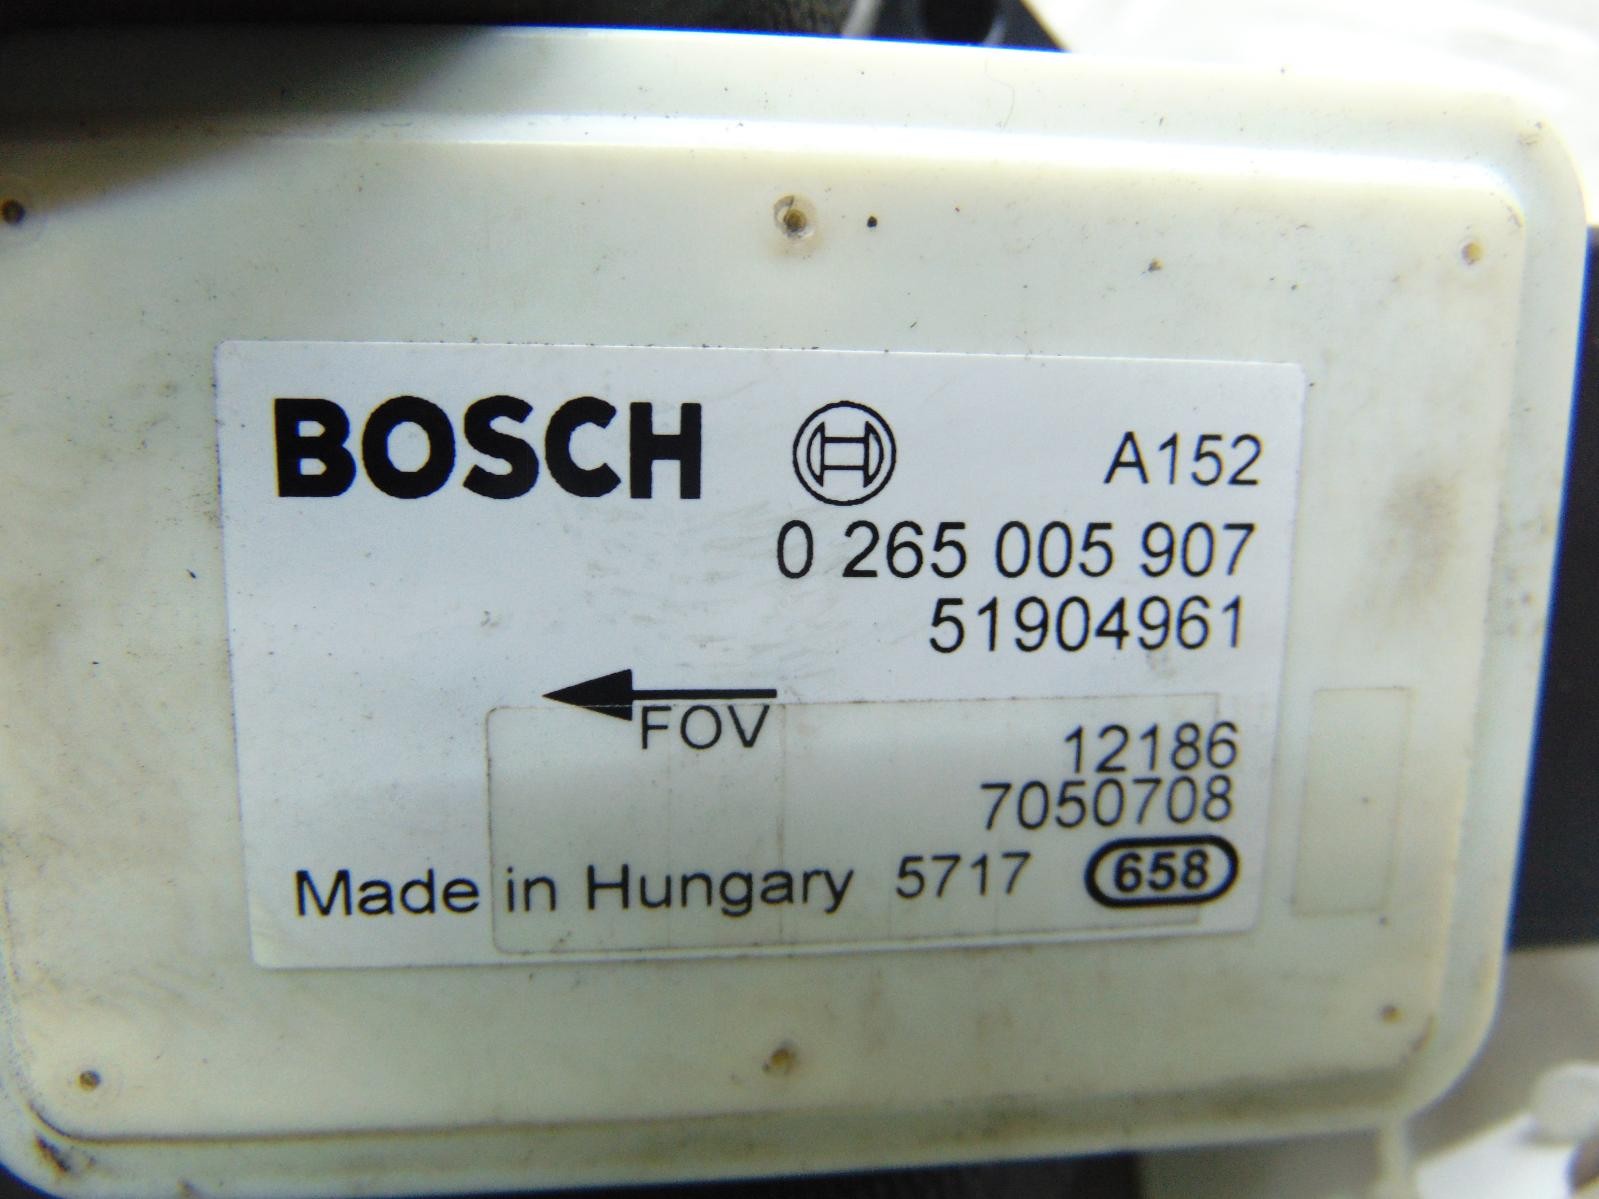 BOSCH A152
0 265 005 907
51904961
FOV
12186
7050708
Made in Hungary 5717 658